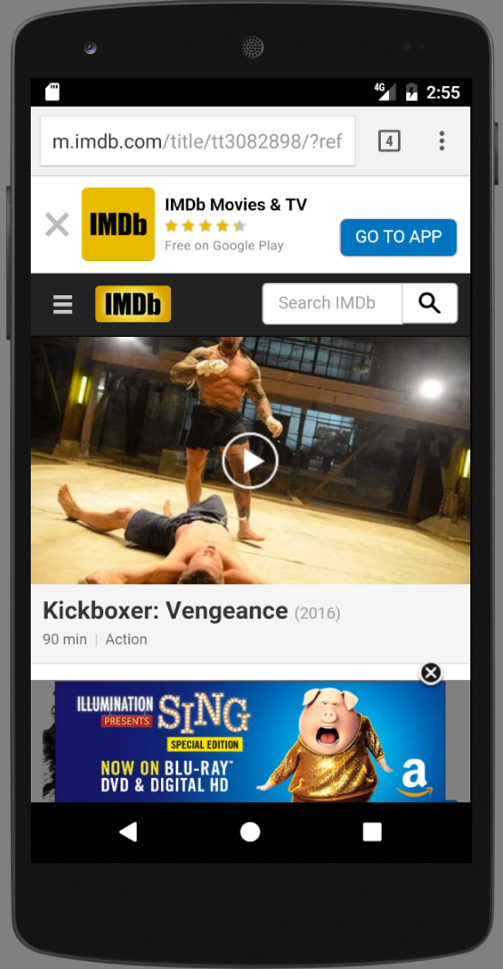 4G 2:55
m.imdb.com/title/tt3082898/?ref
4
IMDb
IMDb Movies & TV
Free on Google Play
GO TO APP
IMDb
Search IMDb
Kickboxer: Vengeance (2016)
90 min | Action
ILLUMINATION
PRESENTS
SING
SPECIAL EDITION
NOW ON BLU-RAY™
DVD & DIGITAL HD
a